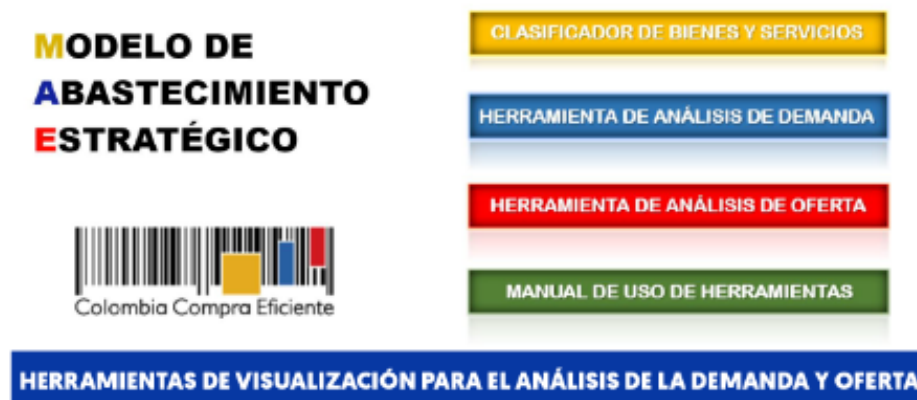 MODELO DE
ABASTECIMIENTO
ESTRATÉGICO
Colombia Compra Eficiente
CLASIFICADOR DE BIENES Y SERVICIOS
HERRAMIENTA DE ANÁLISIS DE DEMANDA
HERRAMIENTA DE ANÁLISIS DE OFERTA
MANUAL DE USO DE HERRAMIENTAS
HERRAMIENTAS DE VISUALIZACIÓN PARA EL ANÁLISIS DE LA DEMANDA Y OFERTA